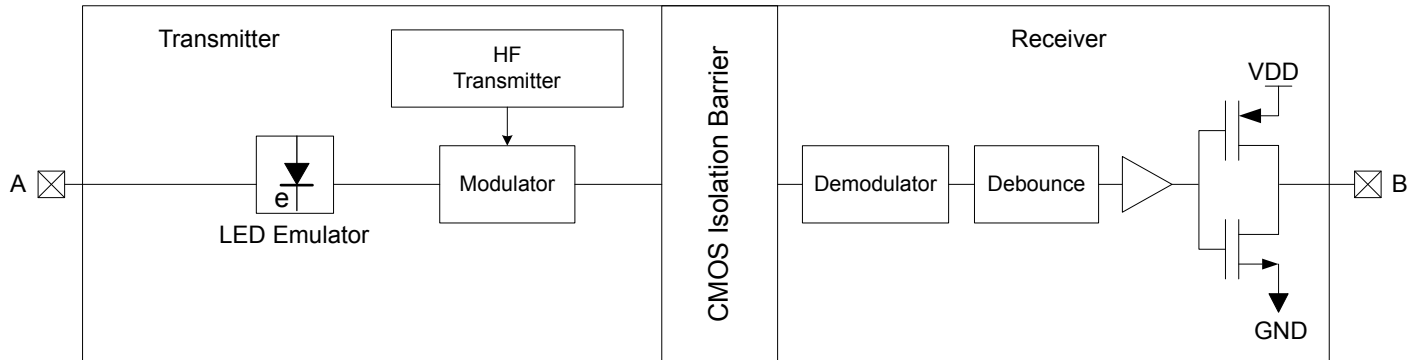 Transmitter
HF
Transmitter
A
e
LED Emulator
Modulator
CMOS Isolation Barrier
Receiver
Demodulator
Debounce
VDD
GND
B